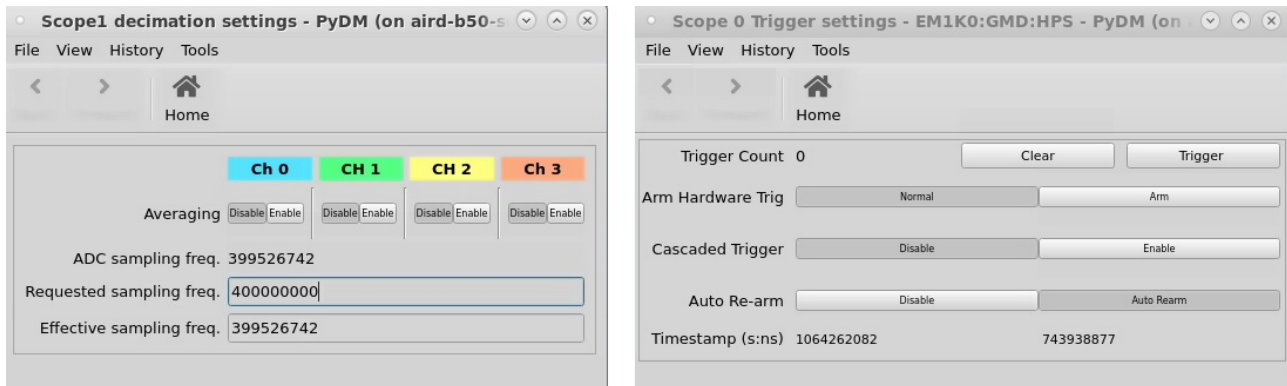 Scope1 decimation settings - PyDM (on aird-b50-s
File View History Tools
Home
Ch 0 CH 1 CH 2 Ch 3
Averaging Disable Enable Disable Enable Disable Enable Disable Enable
ADC sampling freq. 399526742
Requested sampling freq. 400000000
Effective sampling freq. 399526742
Scope 0 Trigger settings - EM1K0:GMD:HPS - PyDM (on
File View History Tools
Home
Trigger Count 0 Clear Trigger
Arm Hardware Trig Normal Arm
Cascaded Trigger Disable Enable
Auto Re-arm Disable Auto Rearm
Timestamp (s:ns) 1064262082 743938877